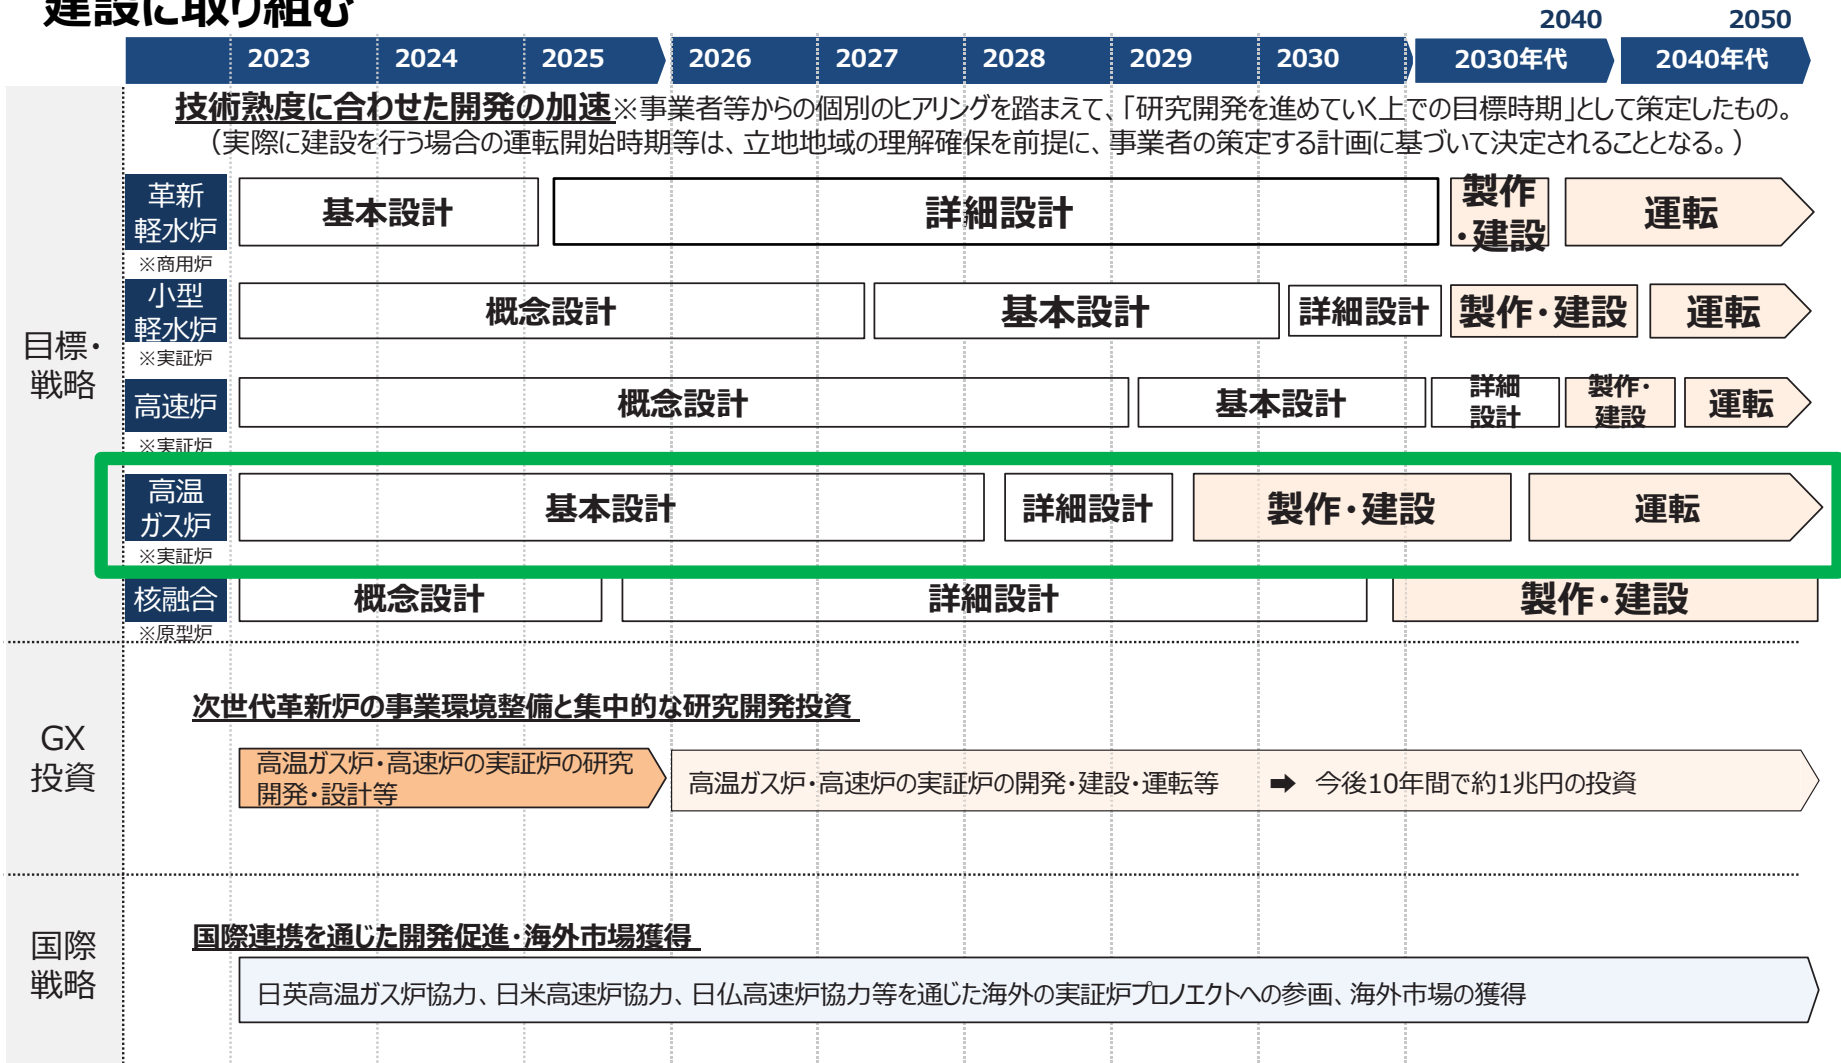 建設に取り組む
2040 2050
2023 2024 2025 2026 2027 2028 2029 2030 2030年代 2040年代
技術熟度に合わせた開発の加速※事業者等からの個別のヒアリングを踏まえて、「研究開発を進めていく上での目標時期」として策定したもの。
（実際に建設を行う場合の運転開始時期等は、立地地域の理解確保を前提に、事業者の策定する計画に基づいて決定されることとなる。）
目標・
戦略
革新
軽水炉
※商用炉
基本設計 詳細設計 製作
・建設
運転
小型
軽水炉
※実証炉
概念設計 基本設計 詳細設計 製作・建設 運転
高速炉
※実証炉
概念設計 基本設計 詳細
設計
製作・
建設
運転
高温
ガス炉
※実証炉
基本設計 詳細設計 製作・建設 運転
核融合
※原型炉
概念設計 詳細設計 製作・建設
GX
投資
次世代革新炉の事業環境整備と集中的な研究開発投資
高温ガス炉・高速炉の実証炉の研究
開発・設計等
高温ガス炉・高速炉の実証炉の開発・建設・運転等 ➡ 今後10年間で約1兆円の投資
国際
戦略
国際連携を通じた開発促進・海外市場獲得
日英高温ガス炉協力、日米高速炉協力、日仏高速炉協力等を通じた海外の実証炉プロノエクトへの参画、海外市場の獲得